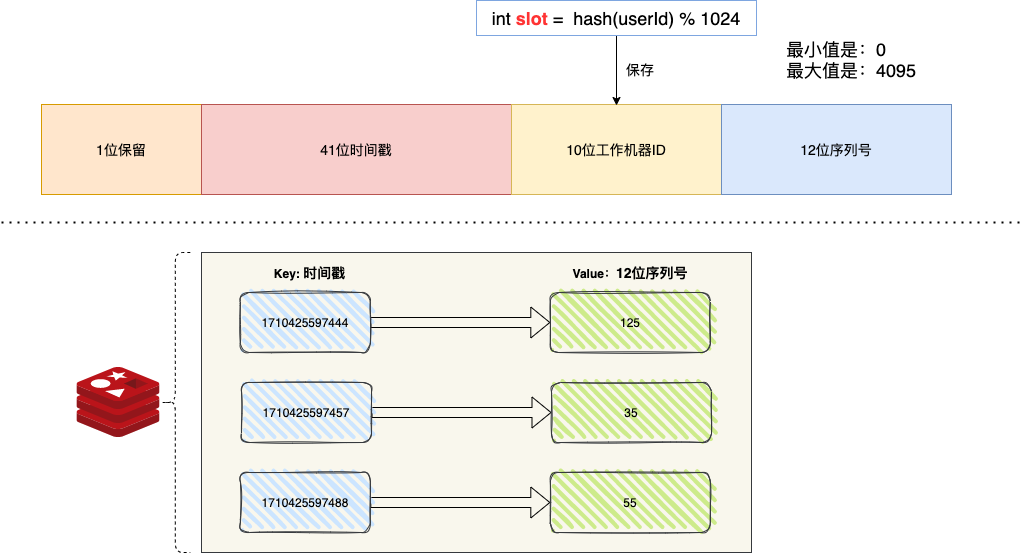 int slot = hash(userId) % 1024
最小值是：0
最大值是：4095
保存
1位保留
41位时间戳
10位工作机器ID
12位序列号
Key: 时间戳
Value：12位序列号
1710425597444
125
1710425597457
35
1710425597488
55